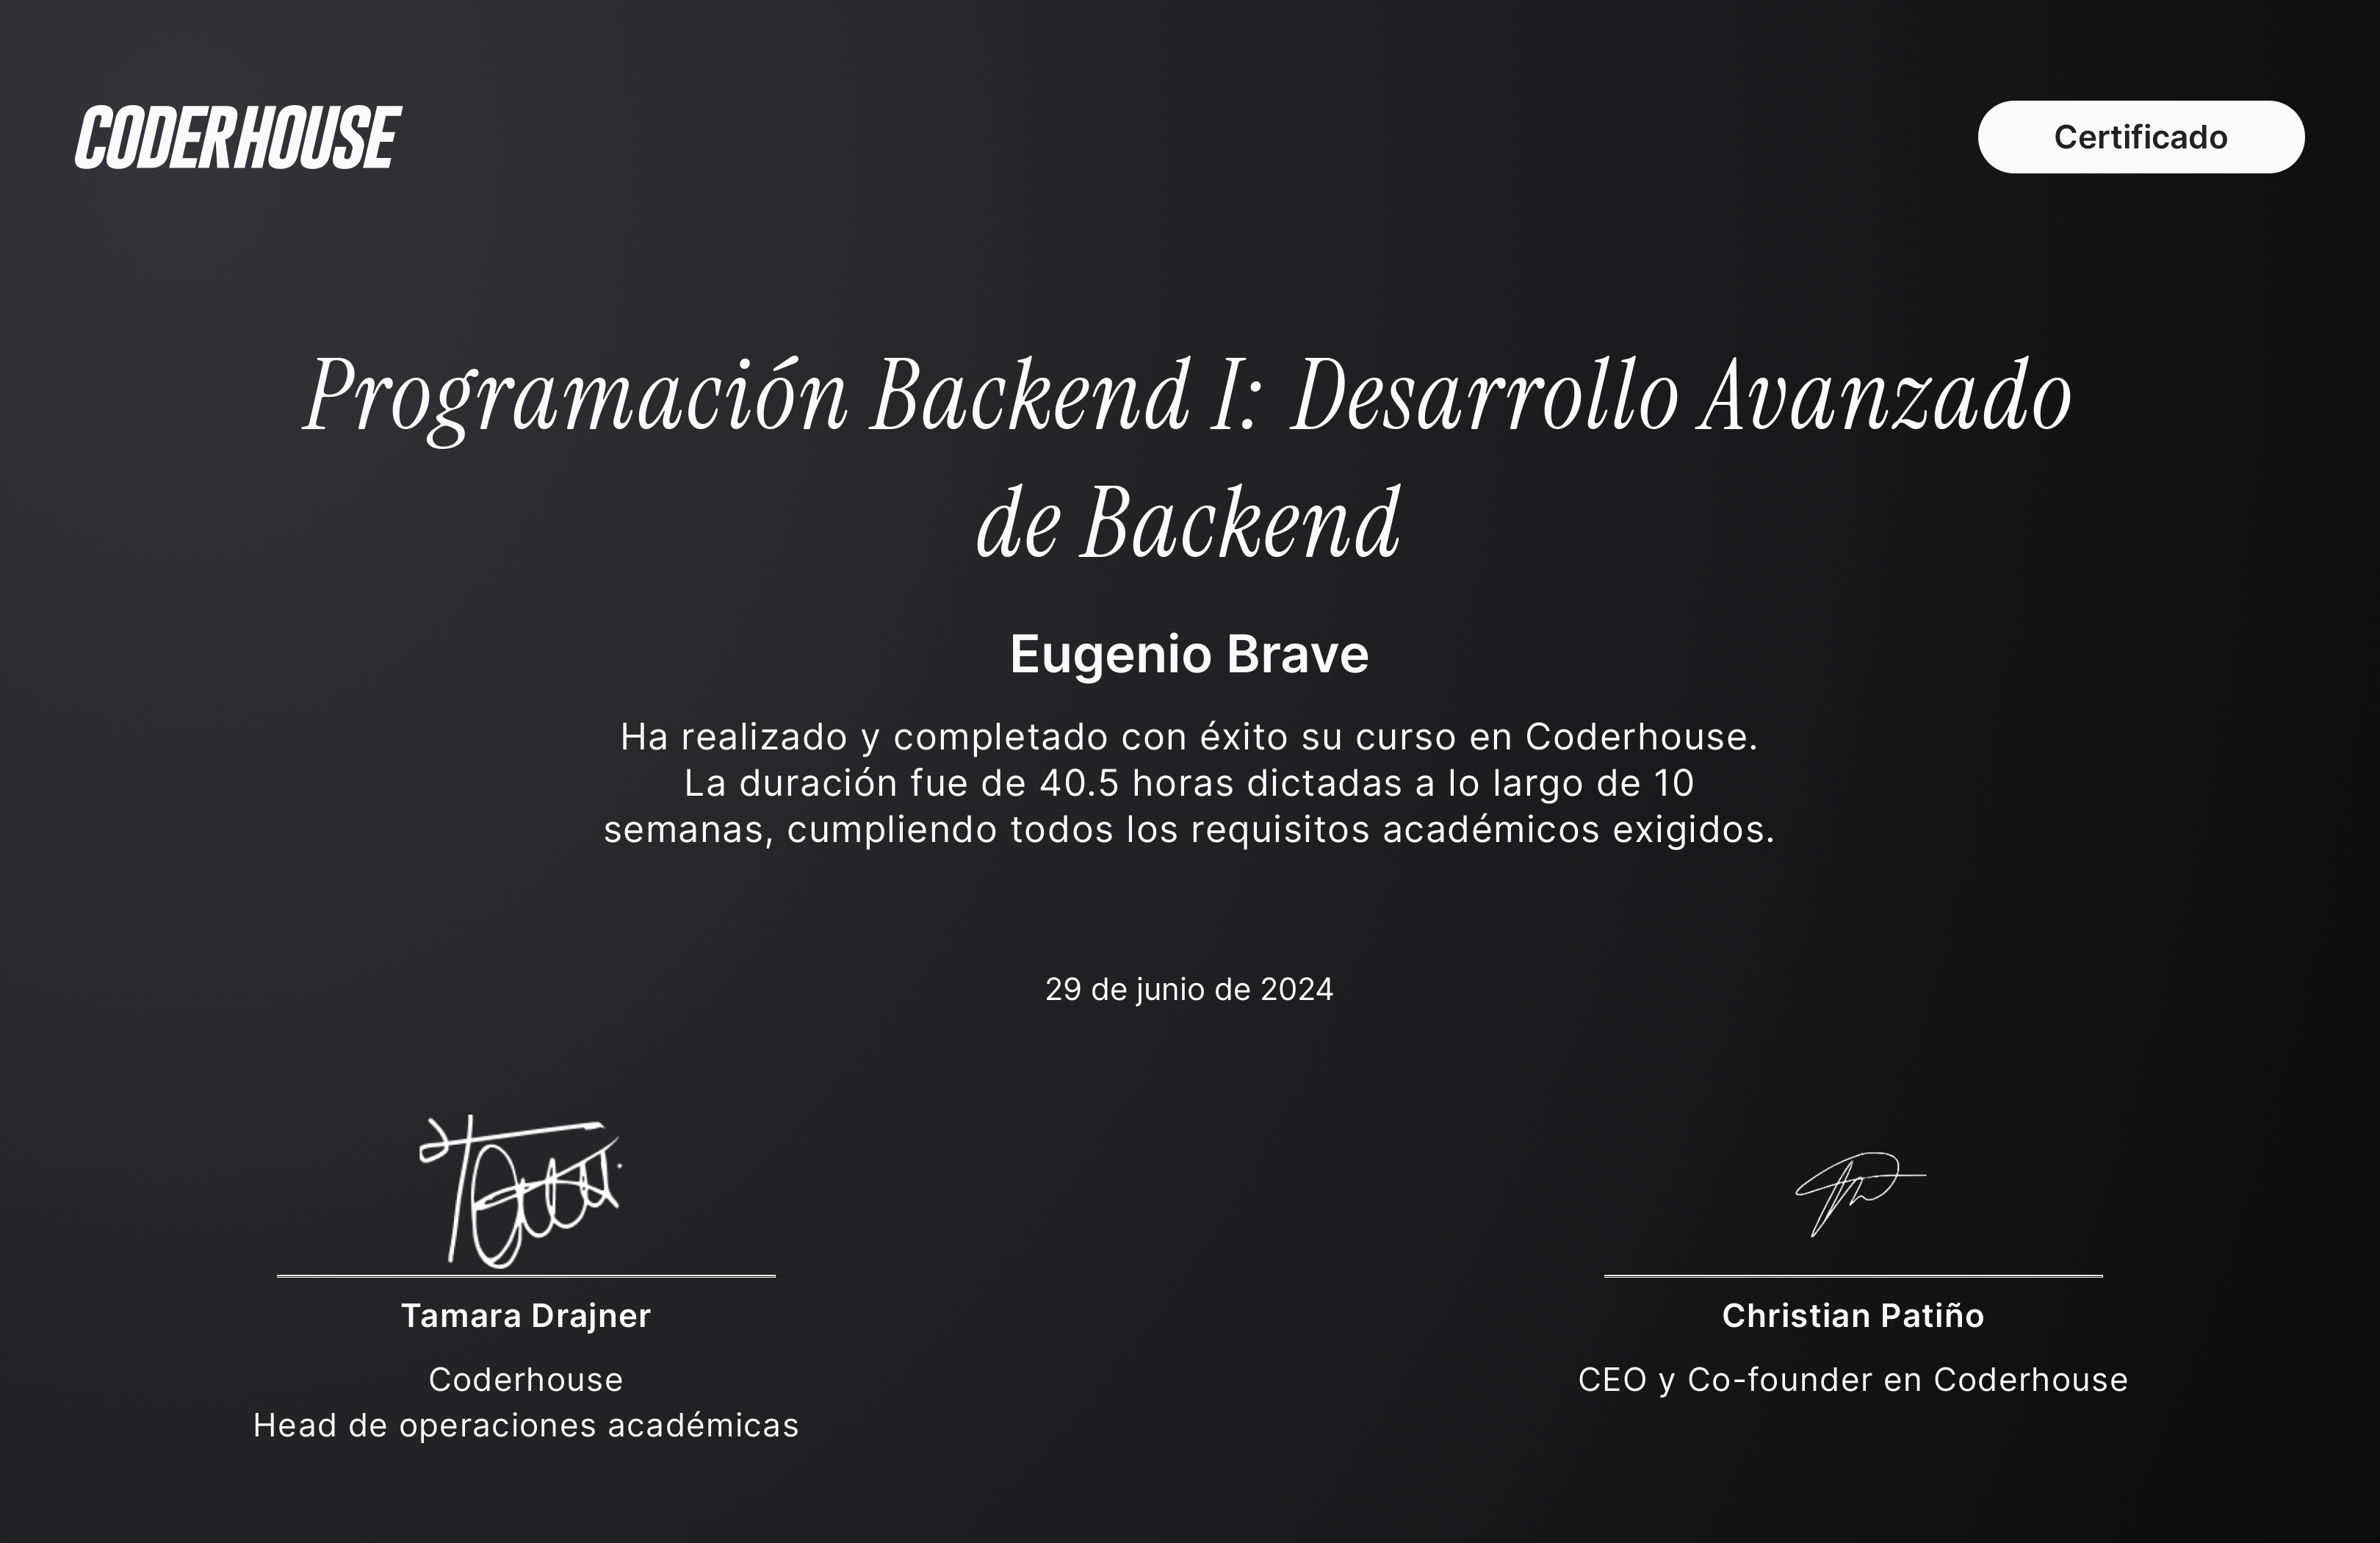 CODERHOUSE
Certificado
Programación Backend I: Desarrollo Avanzado
de Backend
Eugenio Brave
Ha realizado y completado con éxito su curso en Coderhouse.
La duración fue de 40.5 horas dictadas a lo largo de 10
semanas, cumpliendo todos los requisitos académicos exigidos.
29 de junio de 2024
Tamara Drajner
Coderhouse
Head de operaciones académicas
Christian Patiño
CEO y Co-founder en Coderhouse